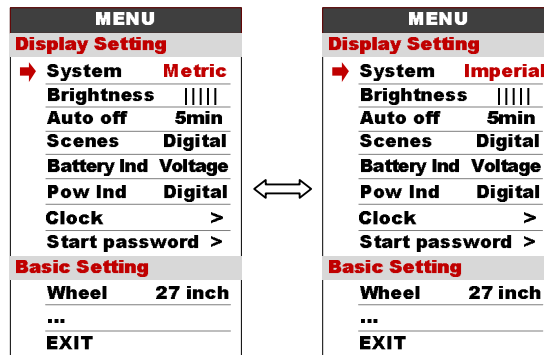 MENU
Display Setting
System Metric
Brightness |||||
Auto off 5min
Scenes Digital
Battery Ind Voltage
Pow Ind Digital
Clock >
Start password >
Basic Setting
Wheel 27 inch
...
EXIT
MENU
Display Setting
System Imperial
Brightness |||||
Auto off 5min
Scenes Digital
Battery Ind Voltage
Pow Ind Digital
Clock >
Start password >
Basic Setting
Wheel 27 inch
...
EXIT